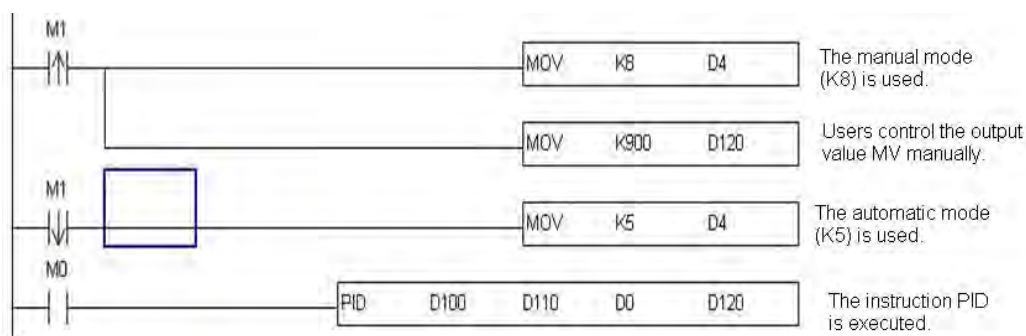 M1
MOV K8 D4
The manual mode
(K8) is used.
MOV K900 D120
Users control the output
value MV manually.
M1
MOV K5 D4
The automatic mode
(K5) is used.
M0
PID D100 D110 D0 D120
The instruction PID
is executed.